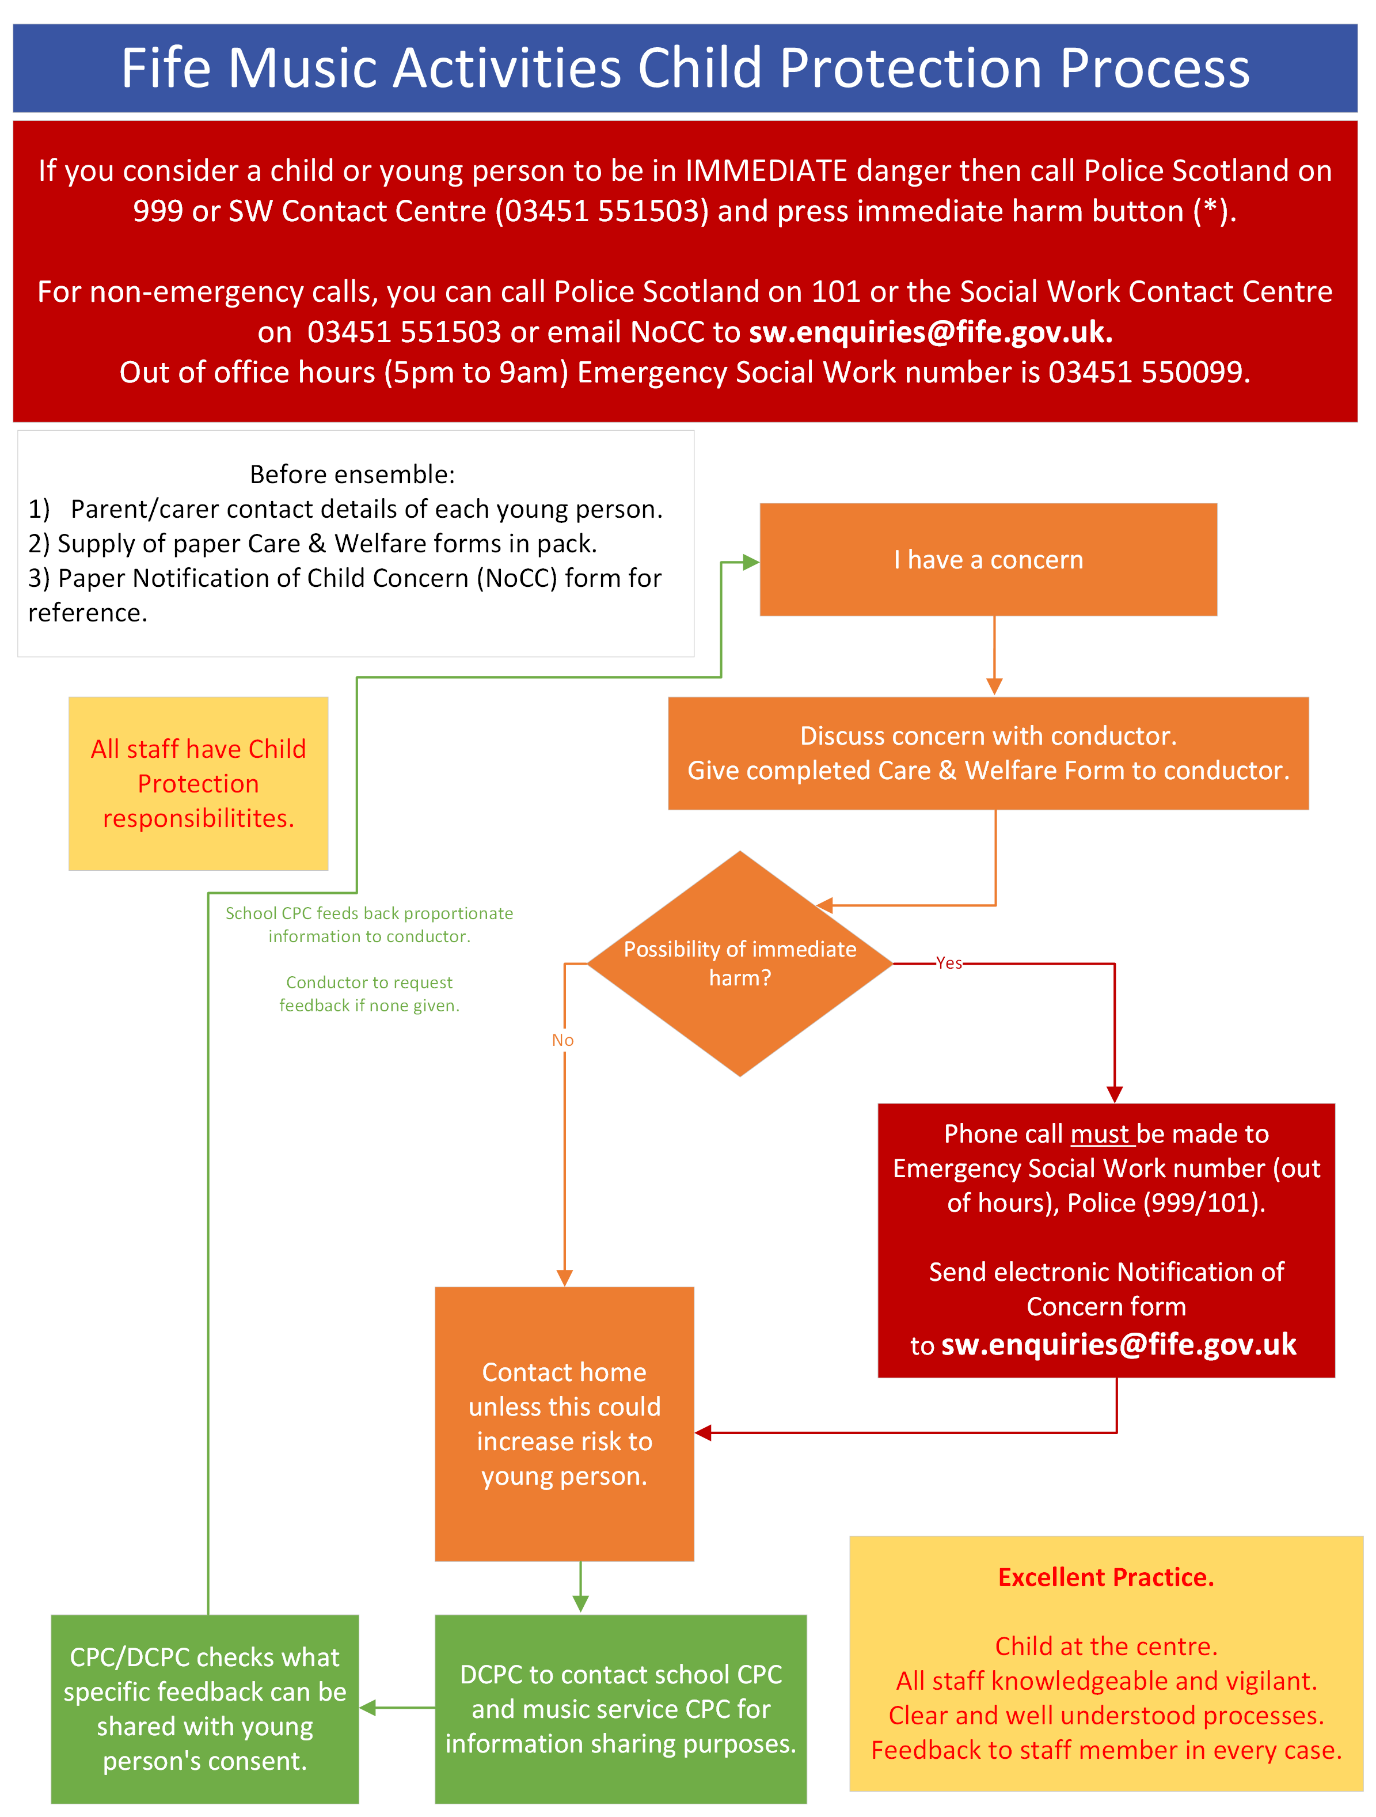 Fife Music Activities Child Protection Process
If you consider a child or young person to be in IMMEDIATE danger then call Police Scotland on
999 or SW Contact Centre (03451 551503) and press immediate harm button (*).
For non-emergency calls, you can call Police Scotland on 101 or the Social Work Contact Centre
on 03451 551503 or email NoCC to sw.enquiries@fife.gov.uk.
Out of office hours (5pm to 9am) Emergency Social Work number is 03451 550099.
Before ensemble:
1) Parent/carer contact details of each young person.
2) Supply of paper Care & Welfare forms in pack.
3) Paper Notification of Child Concern (NoCC) form for
reference.
I have a concern
All staff have Child
Protection
responsibilitites.
Discuss concern with conductor.
Give completed Care & Welfare Form to conductor.
School CPC feeds back proportionate
information to conductor.
Conductor to request
feedback if none given.
Possibility of immediate
harm?
Yes
No
Phone call must be made to
Emergency Social Work number (out
of hours), Police (999/101).
Send electronic Notification of
Concern form
to sw.enquiries@fife.gov.uk
Contact home
unless this could
increase risk to
young person.
Excellent Practice.
Child at the centre.
All staff knowledgeable and vigilant.
Clear and well understood processes.
Feedback to staff member in every case.
DCPC to contact school CPC
and music service CPC for
information sharing purposes.
CPC/DCPC checks what
specific feedback can be
shared with young
person's consent.